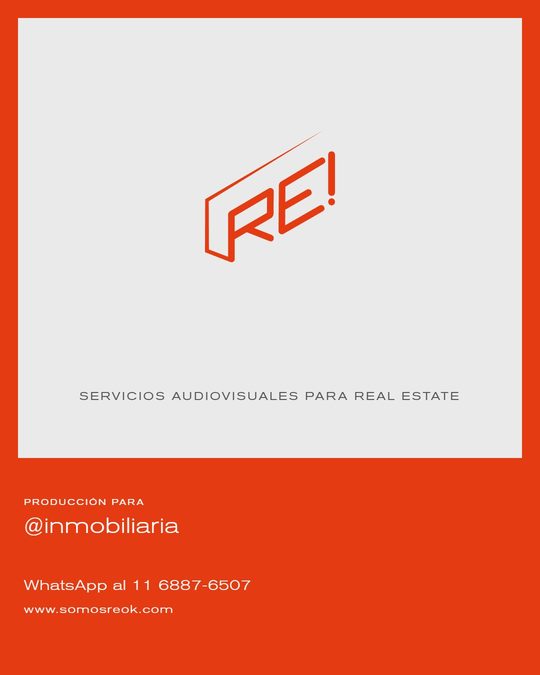 RE!
SERVICIOS AUDIOVISUALES PARA REAL ESTATE
PRODUCCIÓN PARA
@inmobiliaria
WhatsApp al 11 6887-6507
www.somosreok.com